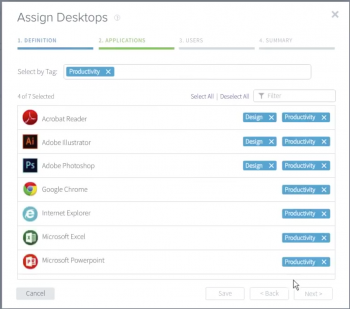 Assign Desktops
1. DEFINITION 2. APPLICATIONS 3. USERS 4. SUMMARY
Select by Tag: Productivity ×
4 of 7 Selected Select All | Deselect All Filter
Acrobat Reader Design × Productivity ×
Ai Adobe Illustrator Design × Productivity ×
Ps Adobe Photoshop Design × Productivity ×
Google Chrome Productivity ×
Internet Explorer Productivity ×
Microsoft Excel Productivity ×
Microsoft Powerpoint Productivity ×
Cancel Save < Back Next >